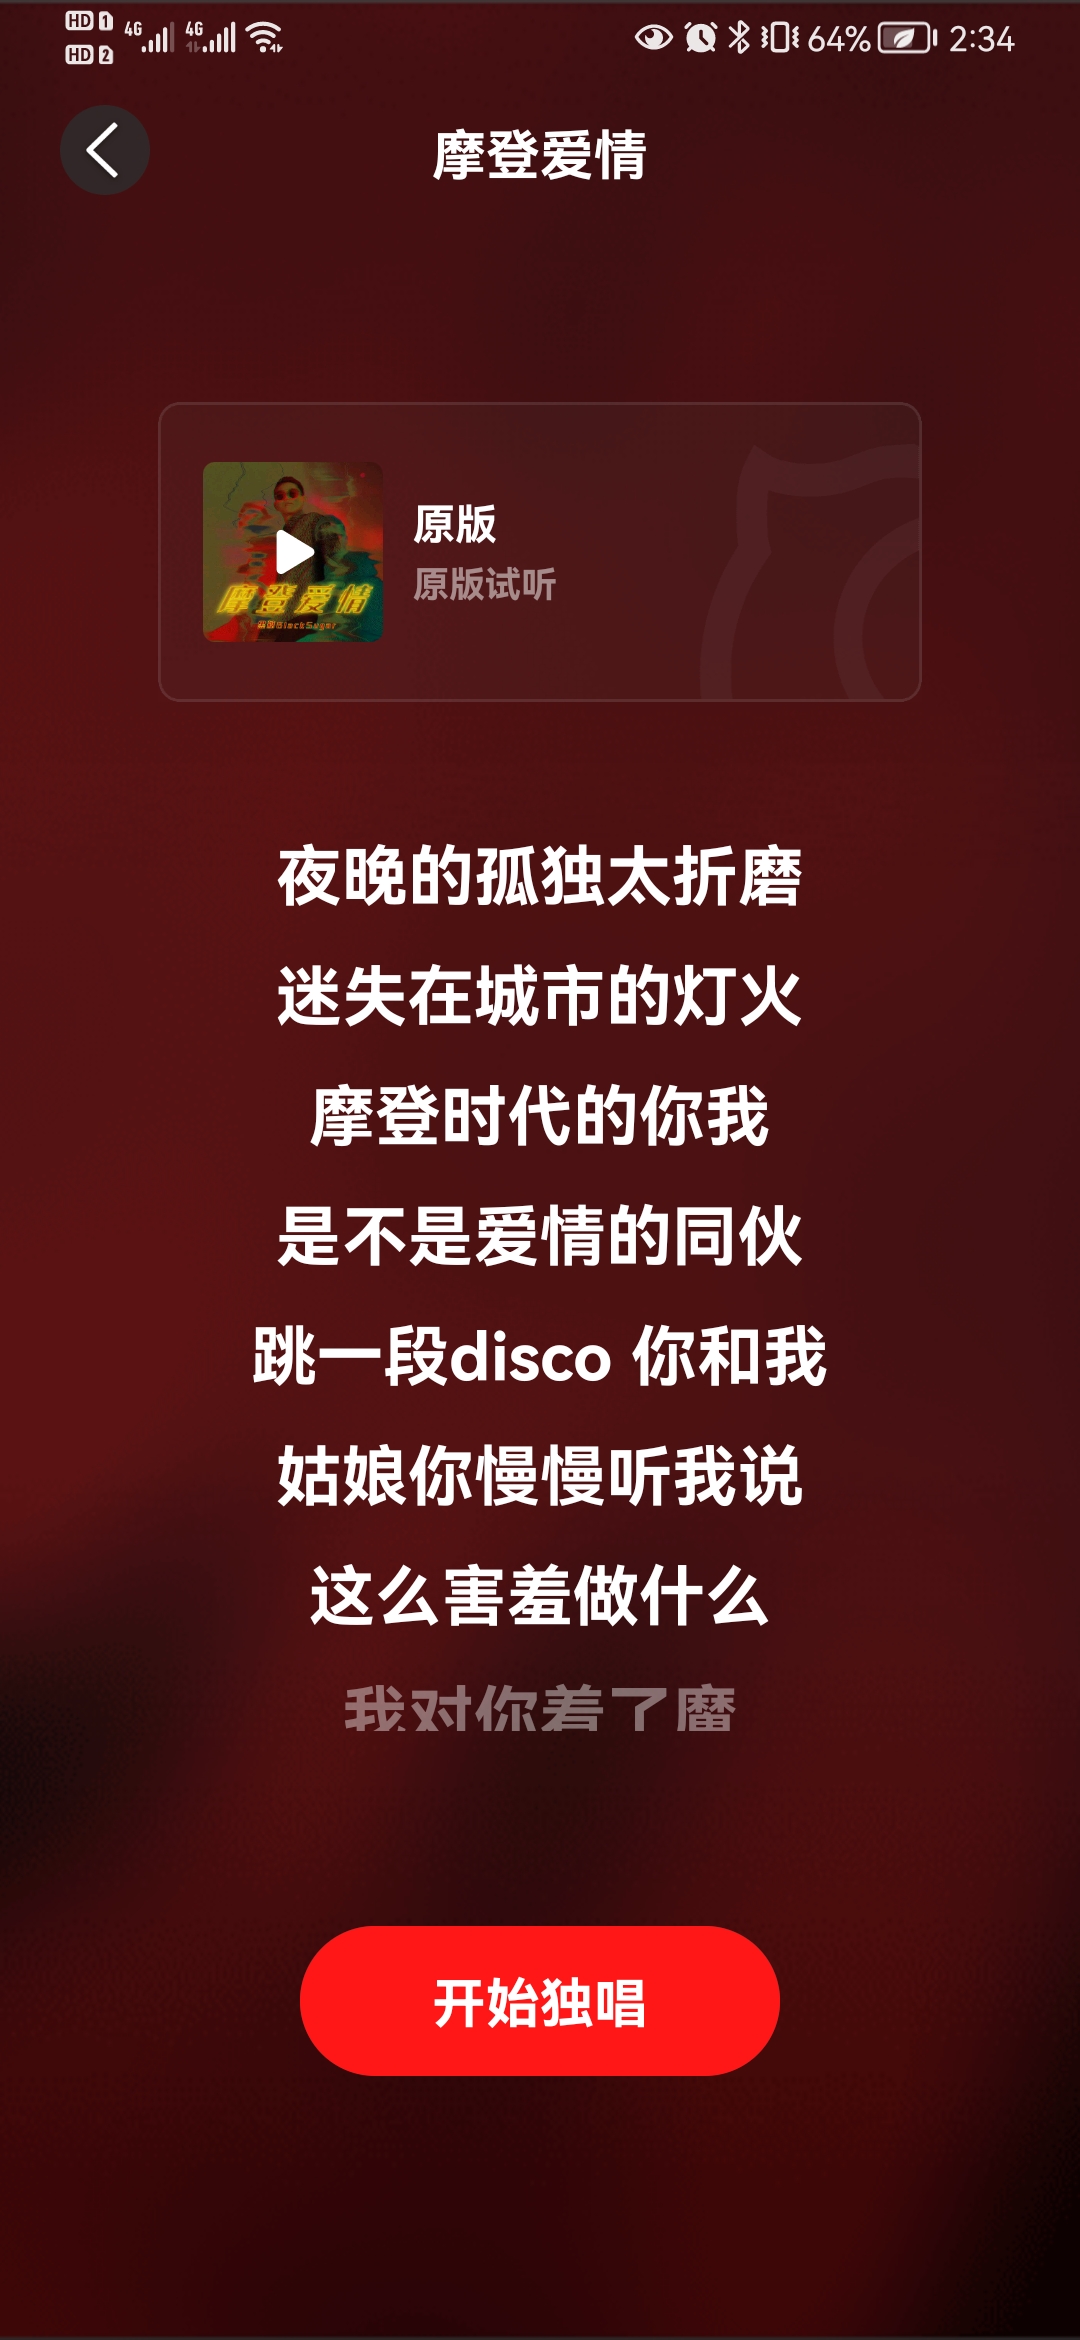 HD 1 4G 4G 64% 2:34
HD 2
摩登爱情
原版
原版试听
摩登爱情
BlackSugar
夜晚的孤独太折磨
迷失在城市的灯火
摩登时代的你我
是不是爱情的同伙
跳一段disco 你和我
姑娘你慢慢听我说
这么害羞做什么
我对你着了魔
开始独唱